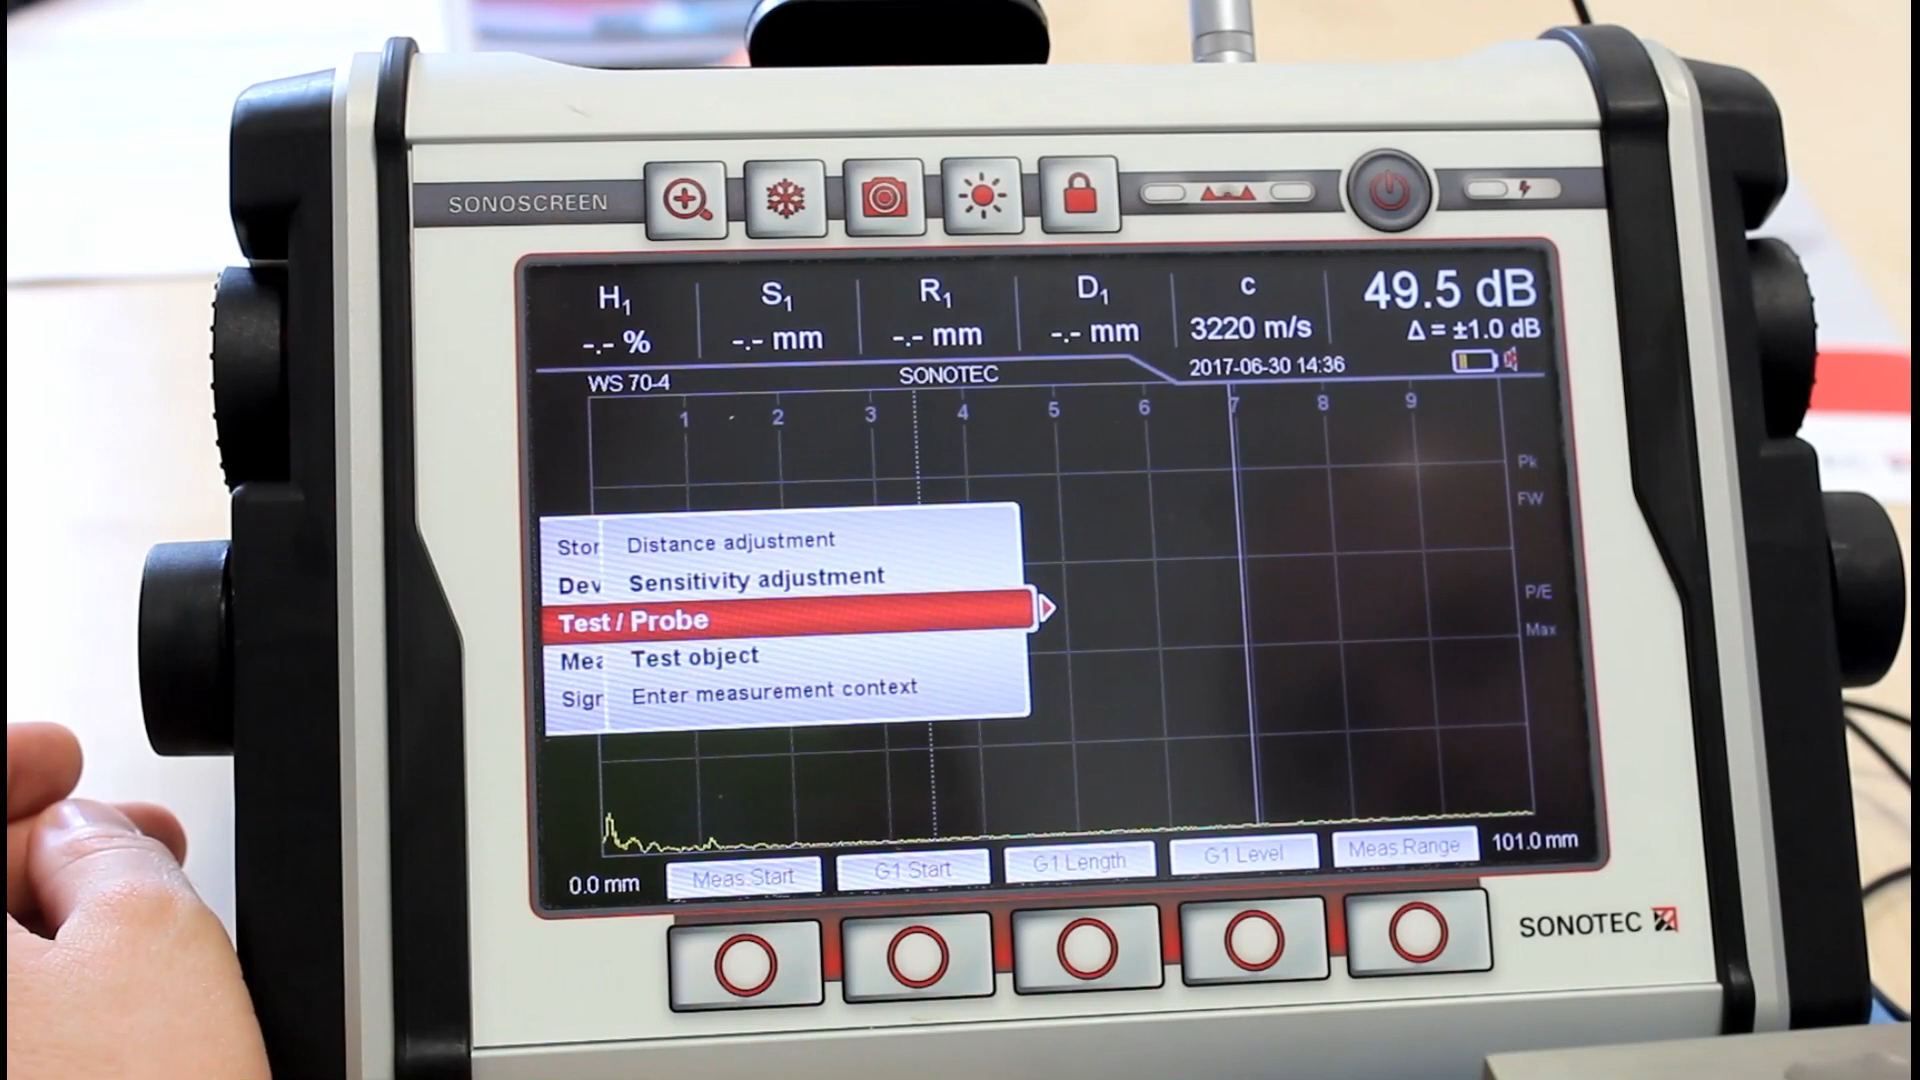 SONOSCREEN
H1 S1 R1 D1 c 49.5 dB
-.- % -.- mm -.- mm -.- mm 3220 m/s Δ = ±1.0 dB
WS 70-4 SONOTEC 2017-06-30 14:36
1 2 3 4 5 6 7 8 9
Pk
FW
Stor Distance adjustment
Dev Sensitivity adjustment
P/E
Test / Probe
Max
Mea Test object
Sigr Enter measurement context
0.0 mm Meas.Start G1 Start G1 Length G1 Level Meas.Range 101.0 mm
SONOTEC